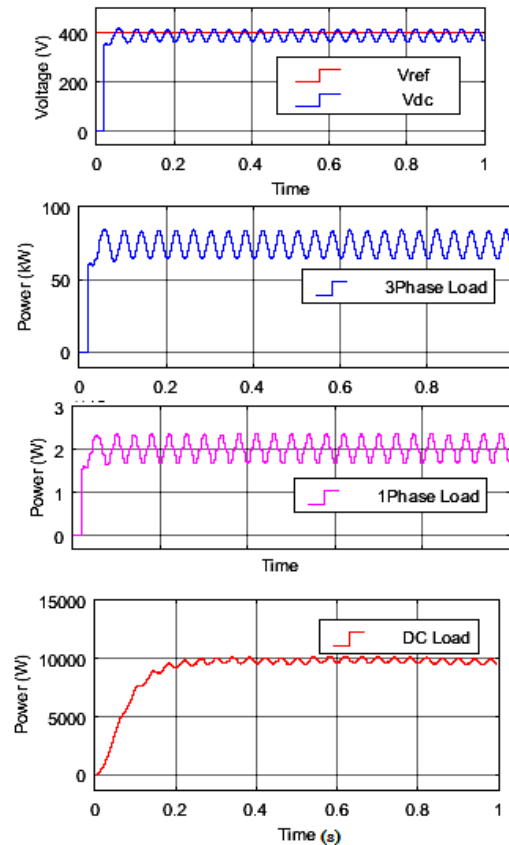 Voltage (V)
400
200
0
Vref
Vdc
0 0.2 0.4 0.6 0.8 1
Time
Power (kW)
100
50
0
3Phase Load
0 0.2 0.4 0.6 0.8
Power (W)
3
2
1
0
1Phase Load
Time
Power (W)
15000
10000
5000
0
DC Load
0 0.2 0.4 0.6 0.8 1
Time (s)